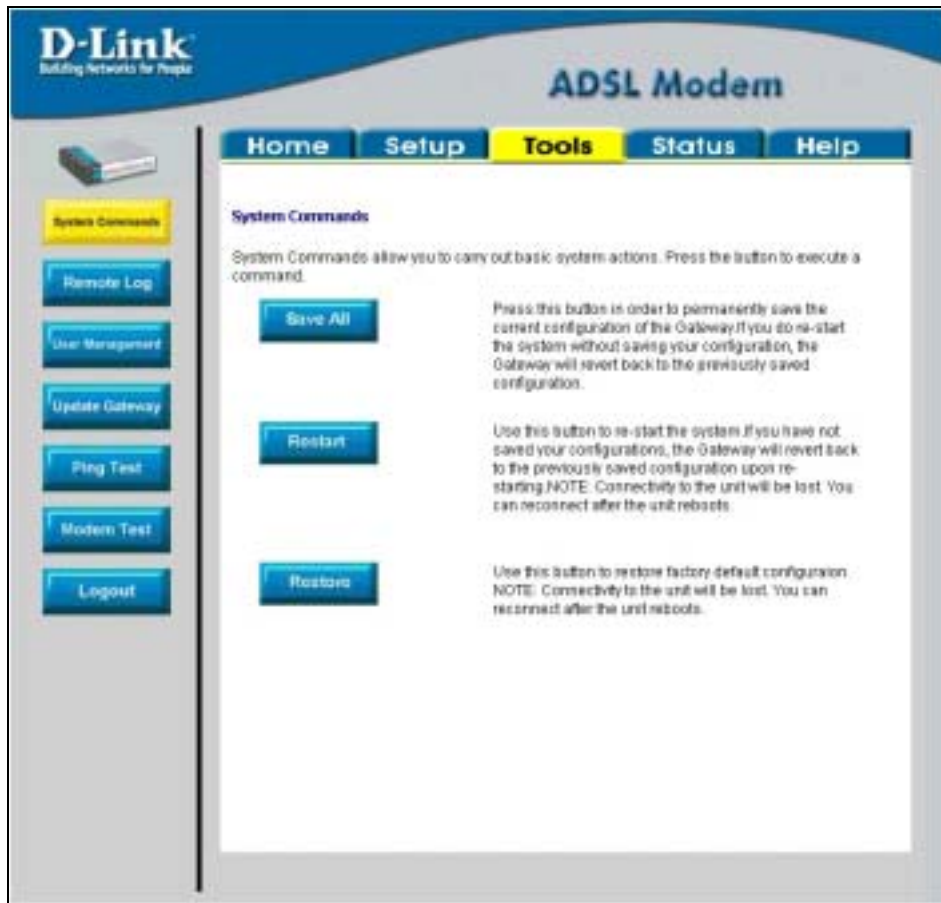 D-Link
Building Networks for People
ADSL Modem
Home
Setup
Tools
Status
Help
System Commands
Remote Log
User Management
Update Gateway
Ping Test
Modem Test
Logout
System Commands
System Commands allow you to carry out basic system actions. Press the button to execute a
command.
Save All
Press this button in order to permanently save the
current configuration of the Gateway.If you do re-start
the system without saving your configuration, the
Gateway will revert back to the previously saved
configuration.
Restart
Use this button to re-start the system.If you have not
saved your configurations, the Gateway will revert back
to the previously saved configuration upon re-
starting.NOTE: Connectivity to the unit will be lost. You
can reconnect after the unit reboots.
Restore
Use this button to restore factory default configuraion.
NOTE: Connectivity to the unit will be lost. You can
reconnect after the unit reboots.